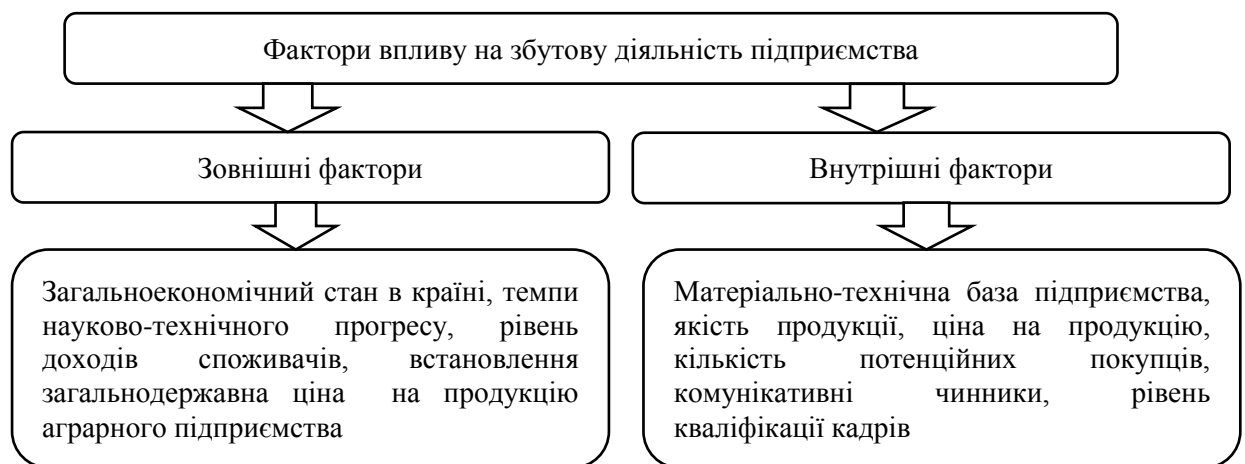 Фактори впливу на збутову діяльність підприємства
Зовнішні фактори
Внутрішні фактори
Загальноекономічний стан в країні, темпи
науково-технічного прогресу, рівень
доходів споживачів, встановлення
загальнодержавна ціна на продукцію
аграрного підприємства
Матеріально-технічна база підприємства,
якість продукції, ціна на продукцію,
кількість потенційних покупців,
комунікативні чинники, рівень
кваліфікації кадрів